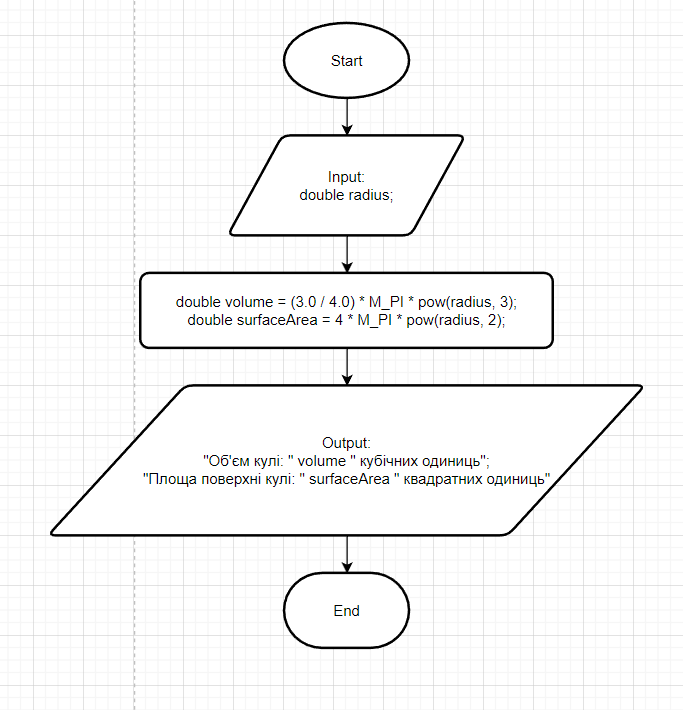 Start
Input:
double radius;
double volume = (3.0 / 4.0) * M_PI * pow(radius, 3);
double surfaceArea = 4 * M_PI * pow(radius, 2);
Output:
"Об'єм кулі: " volume " кубічних одиниць";
"Площа поверхні кулі: " surfaceArea " квадратних одиниць"
End